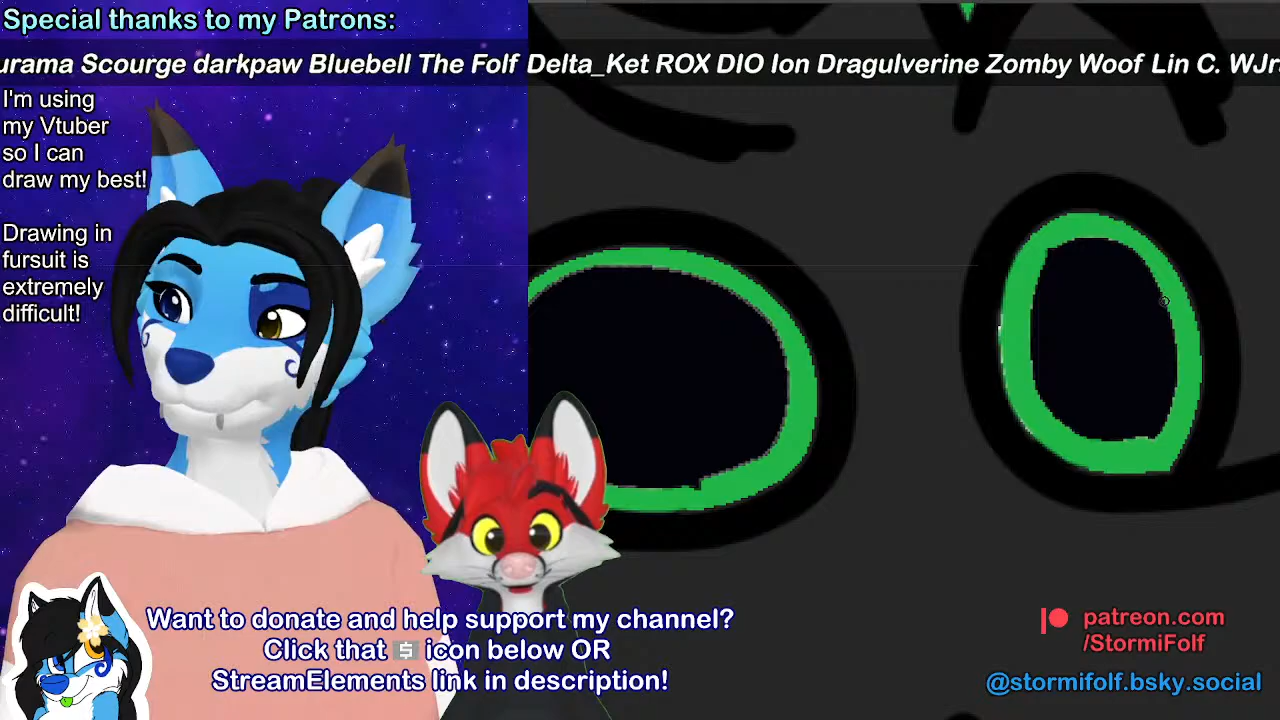 Special thanks to my Patrons:
Scourge darkpaw Bluebell The Folf Delta_Ket ROX DIO Ion Dragulverine Zomby Woof Lin C.
I'm using
my Vtuber
so I can
draw my best!
Drawing in
fursuit is
extremely
difficult!
Want to donate and help support my channel?
Click that $ icon below OR
StreamElements link in description!
patreon.com
/StormiFolf
@stormifolf.bsky.social